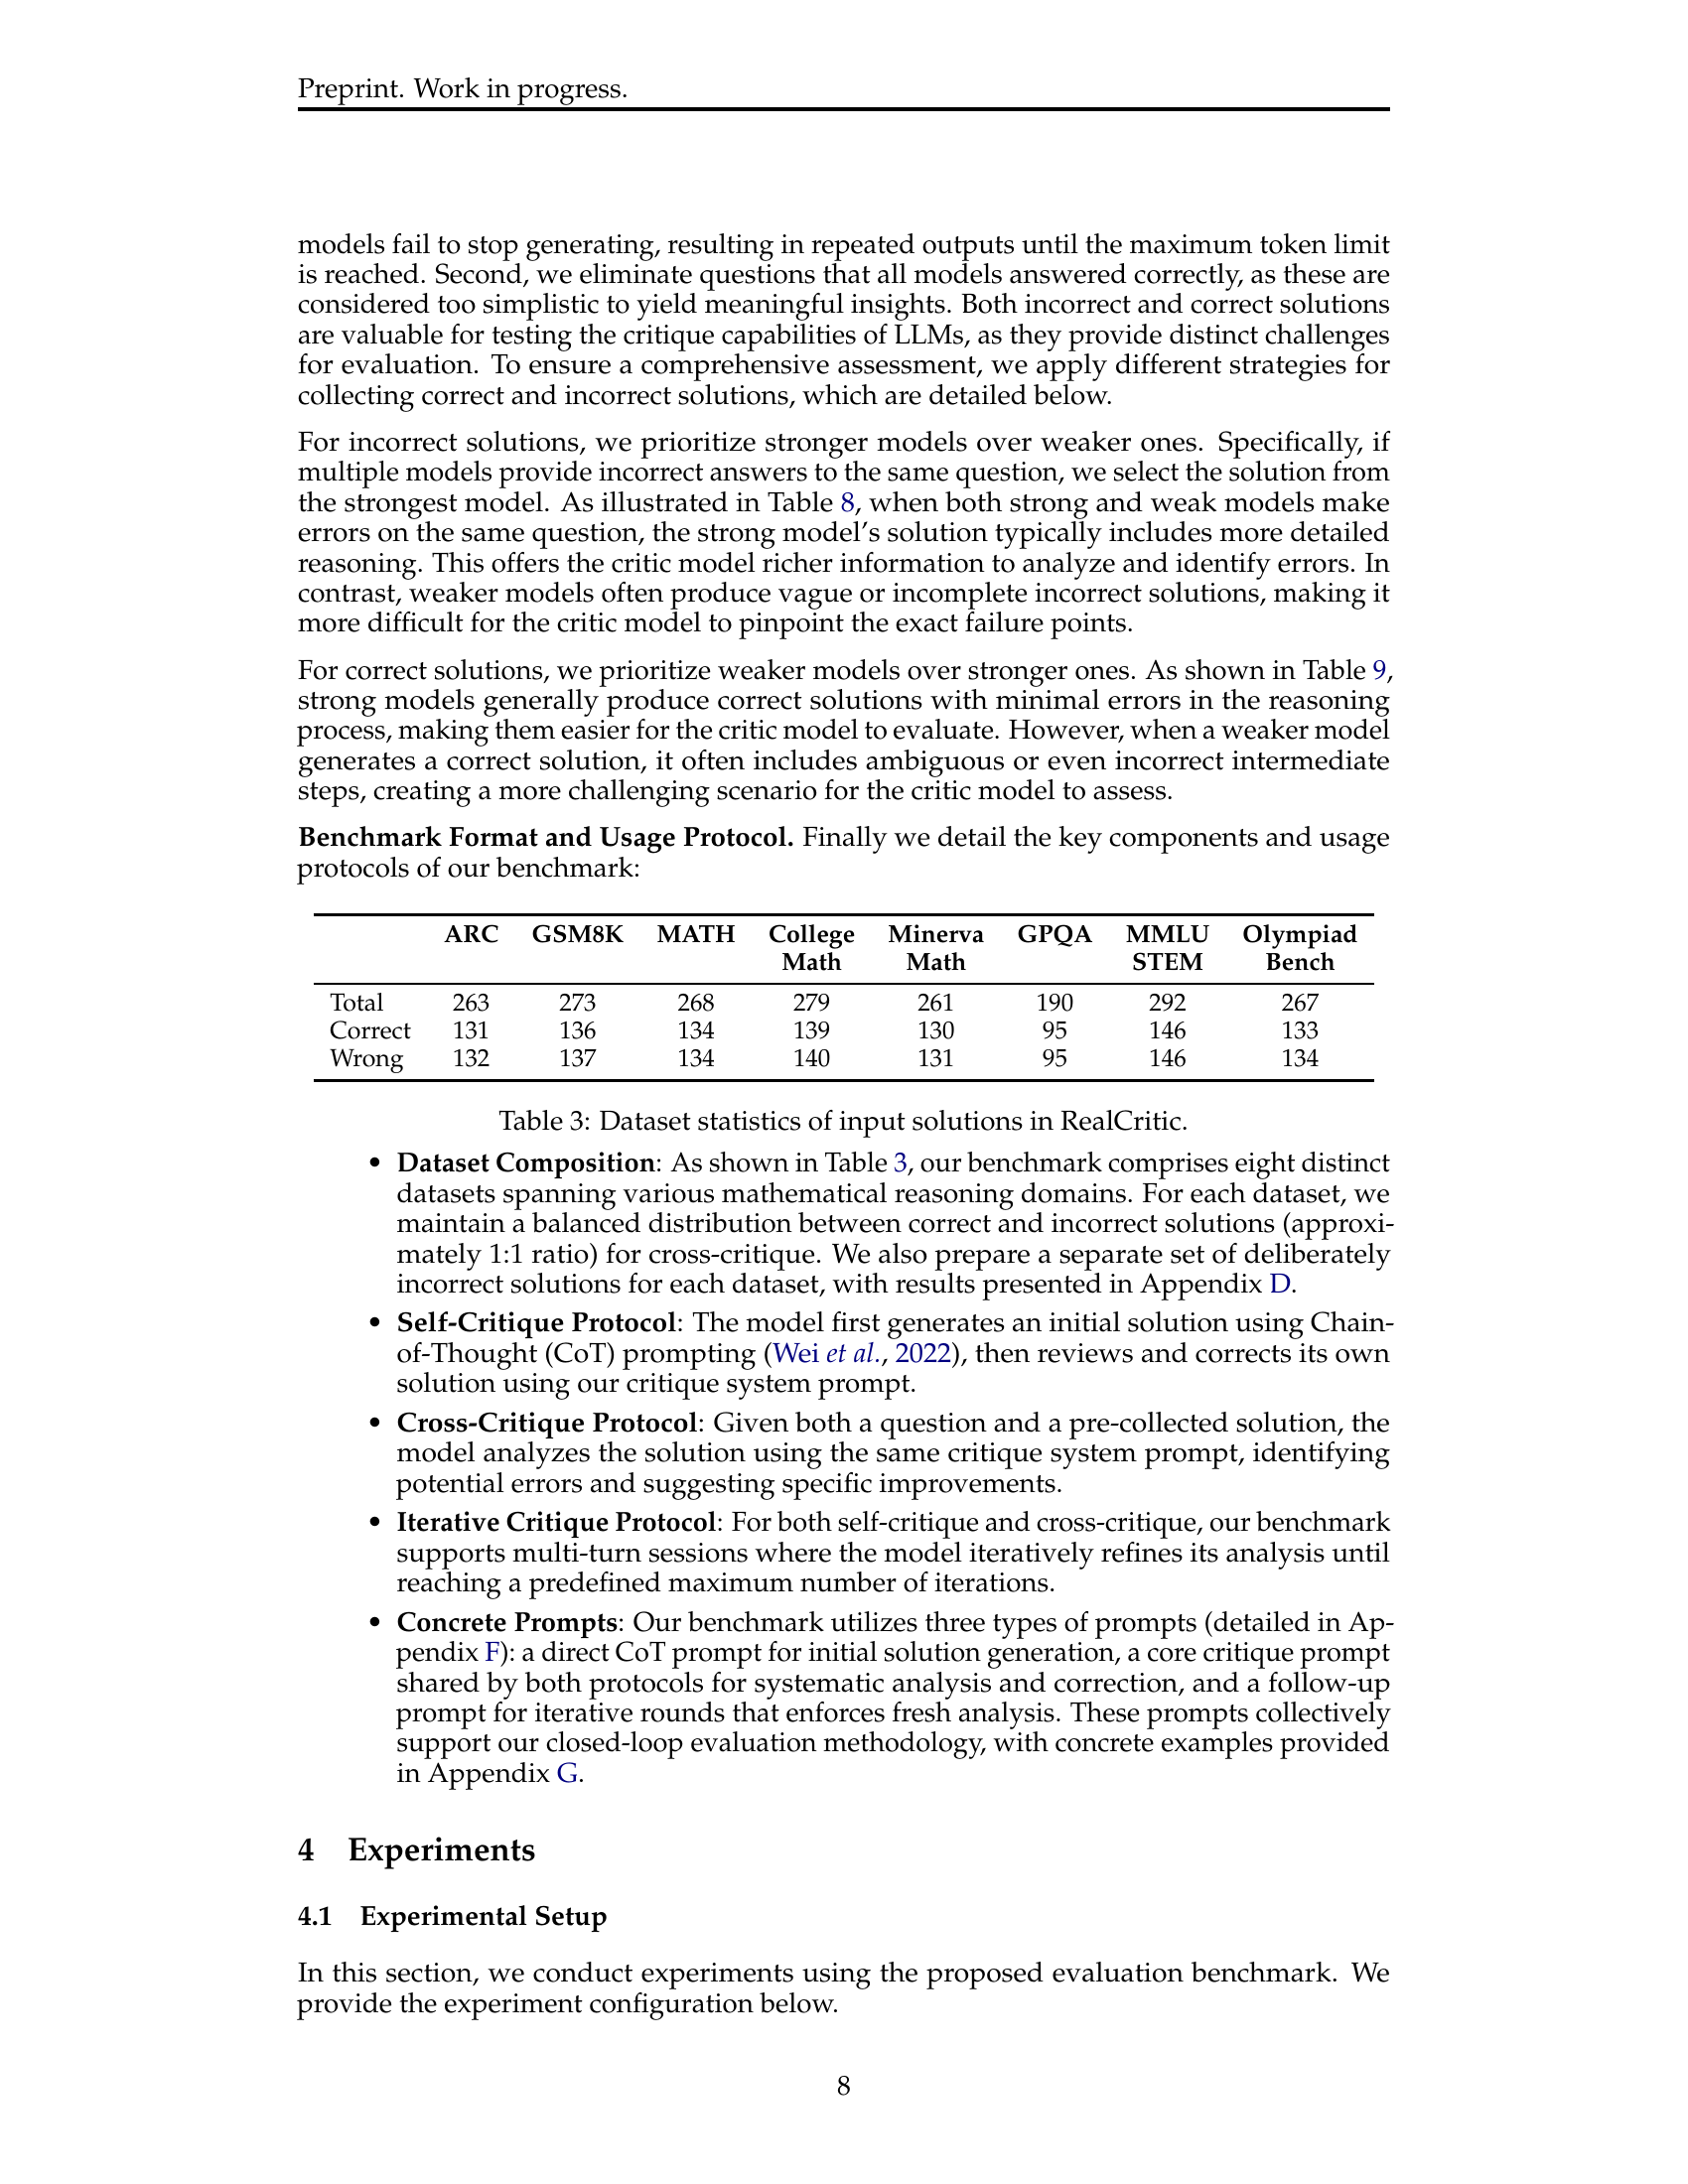 Preprint. Work in progress.
models fail to stop generating, resulting in repeated outputs until the maximum token limit
is reached. Second, we eliminate questions that all models answered correctly, as these are
considered too simplistic to yield meaningful insights. Both incorrect and correct solutions
are valuable for testing the critique capabilities of LLMs, as they provide distinct challenges
for evaluation. To ensure a comprehensive assessment, we apply different strategies for
collecting correct and incorrect solutions, which are detailed below.
For incorrect solutions, we prioritize stronger models over weaker ones. Specifically, if
multiple models provide incorrect answers to the same question, we select the solution from
the strongest model. As illustrated in Table 8, when both strong and weak models make
errors on the same question, the strong model's solution typically includes more detailed
reasoning. This offers the critic model richer information to analyze and identify errors. In
contrast, weaker models often produce vague or incomplete incorrect solutions, making it
more difficult for the critic model to pinpoint the exact failure points.
For correct solutions, we prioritize weaker models over stronger ones. As shown in Table 9,
strong models generally produce correct solutions with minimal errors in the reasoning
process, making them easier for the critic model to evaluate. However, when a weaker model
generates a correct solution, it often includes ambiguous or even incorrect intermediate
steps, creating a more challenging scenario for the critic model to assess.
Benchmark Format and Usage Protocol. Finally we detail the key components and usage
protocols of our benchmark:
ARC GSM8K MATH College Minerva GPQA MMLU Olympiad
Math Math STEM Bench
Total 263 273 268 279 261 190 292 267
Correct 131 136 134 139 130 95 146 133
Wrong 132 137 134 140 131 95 146 134
Table 3: Dataset statistics of input solutions in RealCritic.
• Dataset Composition: As shown in Table 3, our benchmark comprises eight distinct
datasets spanning various mathematical reasoning domains. For each dataset, we
maintain a balanced distribution between correct and incorrect solutions (approxi-
mately 1:1 ratio) for cross-critique. We also prepare a separate set of deliberately
incorrect solutions for each dataset, with results presented in Appendix D.
• Self-Critique Protocol: The model first generates an initial solution using Chain-
of-Thought (CoT) prompting (Wei et al., 2022), then reviews and corrects its own
solution using our critique system prompt.
• Cross-Critique Protocol: Given both a question and a pre-collected solution, the
model analyzes the solution using the same critique system prompt, identifying
potential errors and suggesting specific improvements.
• Iterative Critique Protocol: For both self-critique and cross-critique, our benchmark
supports multi-turn sessions where the model iteratively refines its analysis until
reaching a predefined maximum number of iterations.
• Concrete Prompts: Our benchmark utilizes three types of prompts (detailed in Ap-
pendix F): a direct CoT prompt for initial solution generation, a core critique prompt
shared by both protocols for systematic analysis and correction, and a follow-up
prompt for iterative rounds that enforces fresh analysis. These prompts collectively
support our closed-loop evaluation methodology, with concrete examples provided
in Appendix G.
4 Experiments
4.1 Experimental Setup
In this section, we conduct experiments using the proposed evaluation benchmark. We
provide the experiment configuration below.
8